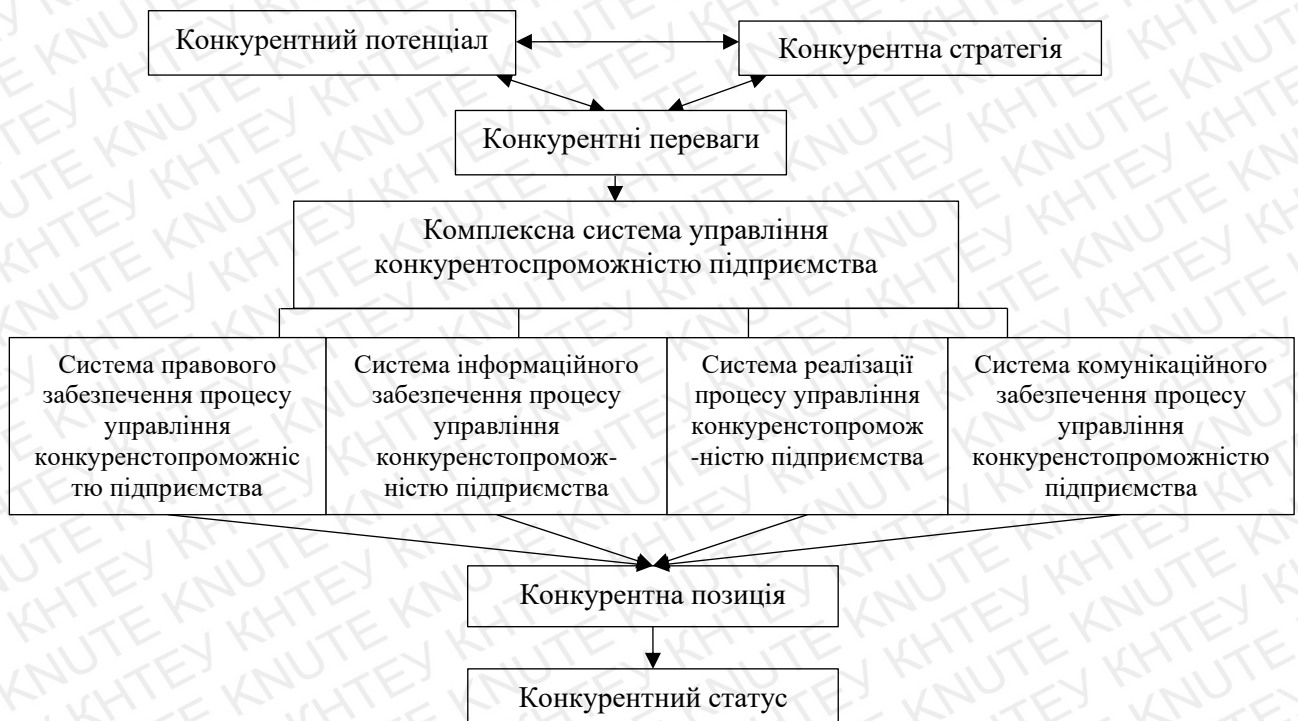 Конкурентний потенціал
Конкурентна стратегія
Конкурентні переваги
Комплексна система управління
конкурентоспроможністю підприємства
Система правового
забезпечення процесу
управління
конкуренстопроможніс
тю підприємства
Система інформаційного
забезпечення процесу
управління
конкуренстопромож-
ністю підприємства
Система реалізації
процесу управління
конкуренстопромож
-ністю підприємства
Система комунікаційного
забезпечення процесу
управління
конкуренстопроможністю
підприємства
Конкурентна позиція
Конкурентний статус